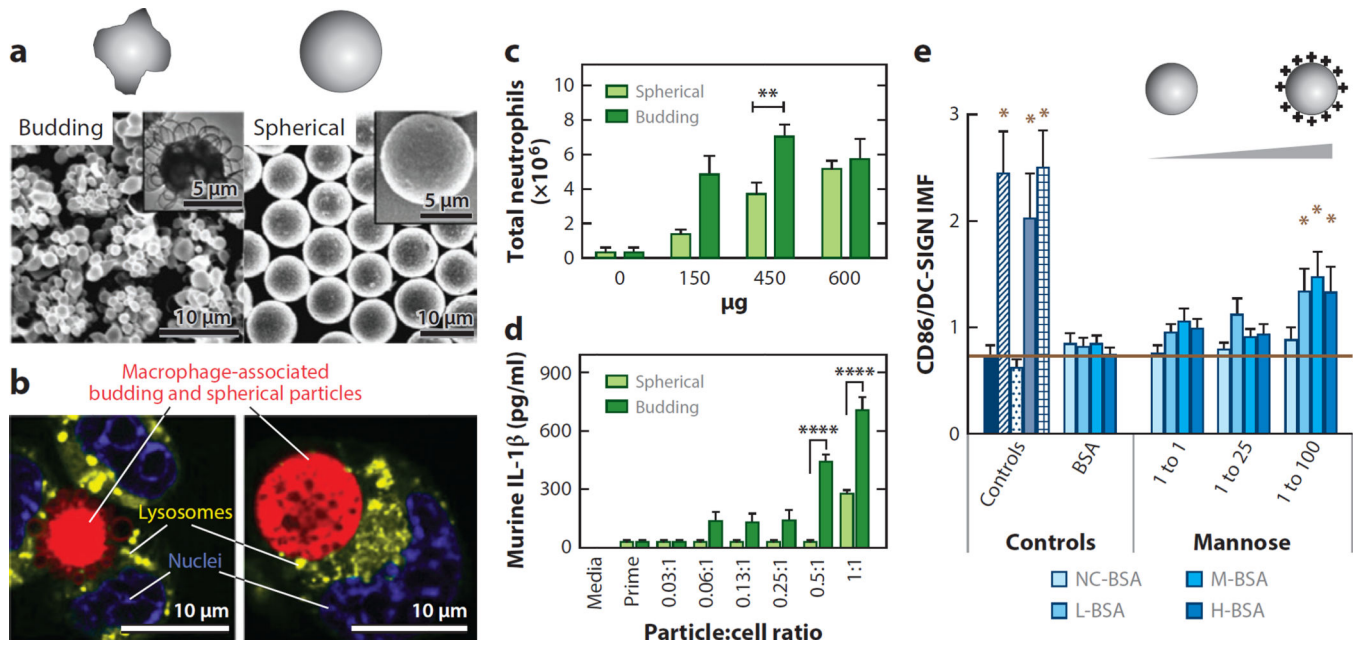 a
Budding
Spherical
5 µm
5 µm
10 µm
10 µm
b
Macrophage-associated
budding and spherical particles
Lysosomes
Nuclei
10 µm
10 µm
c
Total neutrophils
(×10⁶)
10
8
6
4
2
0
Spherical
Budding
**
0
150
450
600
µg
d
Murine IL-1β (pg/ml)
900
600
300
0
Spherical
Budding
****
****
Media
Prime
0.03:1
0.06:1
0.13:1
0.25:1
0.5:1
1:1
Particle:cell ratio
e
CD86/DC-SIGN IMF
3
2
1
0
*
*
*
*
*
*
+ + + + + + + + + + + +
Controls
BSA
1 to 1
1 to 25
1 to 100
Controls
Mannose
NC-BSA
L-BSA
M-BSA
H-BSA